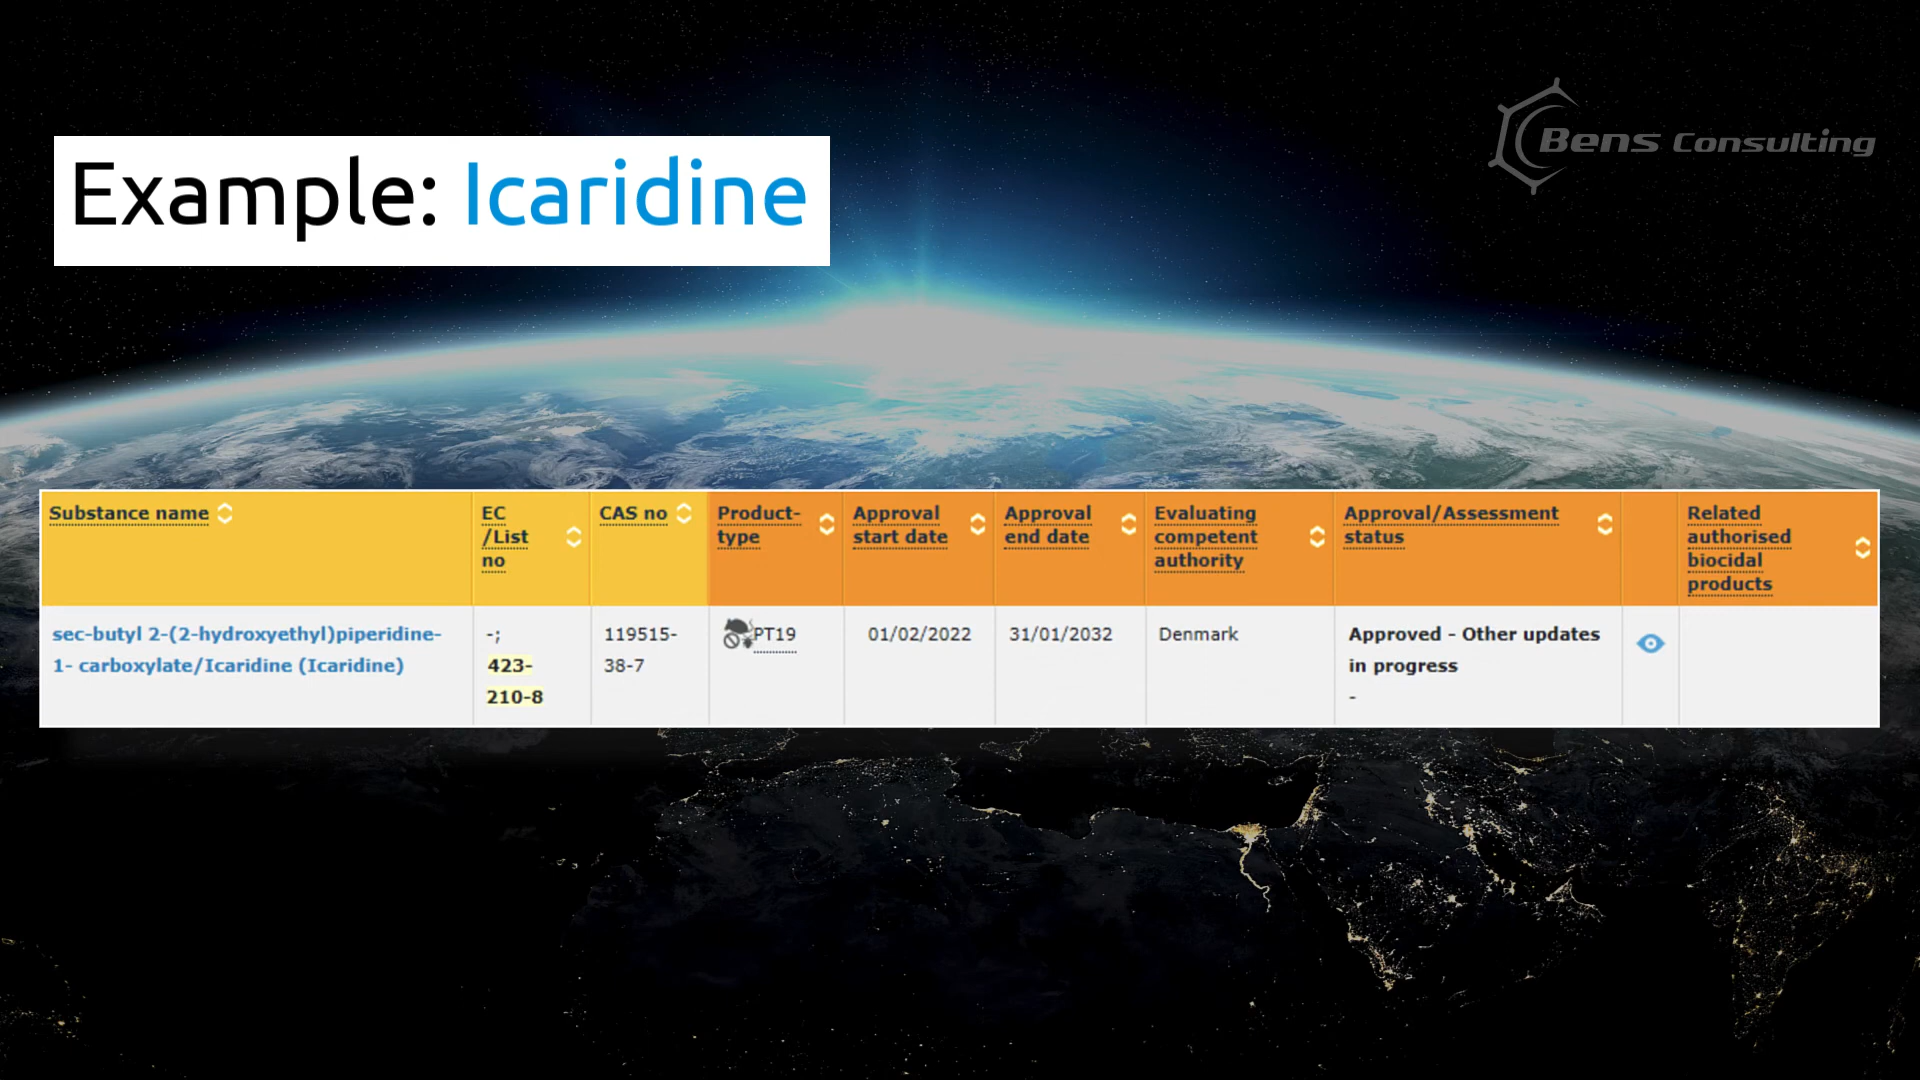 Bens Consulting
Example: Icaridine
Substance name
EC
/List
no
CAS no
Product-
type
Approval
start date
Approval
end date
Evaluating
competent
authority
Approval/Assessment
status
Related
authorised
biocidal
products
sec-butyl 2-(2-hydroxyethyl)piperidine-
1- carboxylate/Icaridine (Icaridine)
-;
423-
210-8
119515-
38-7
PT19
01/02/2022
31/01/2032
Denmark
Approved - Other updates
in progress
-